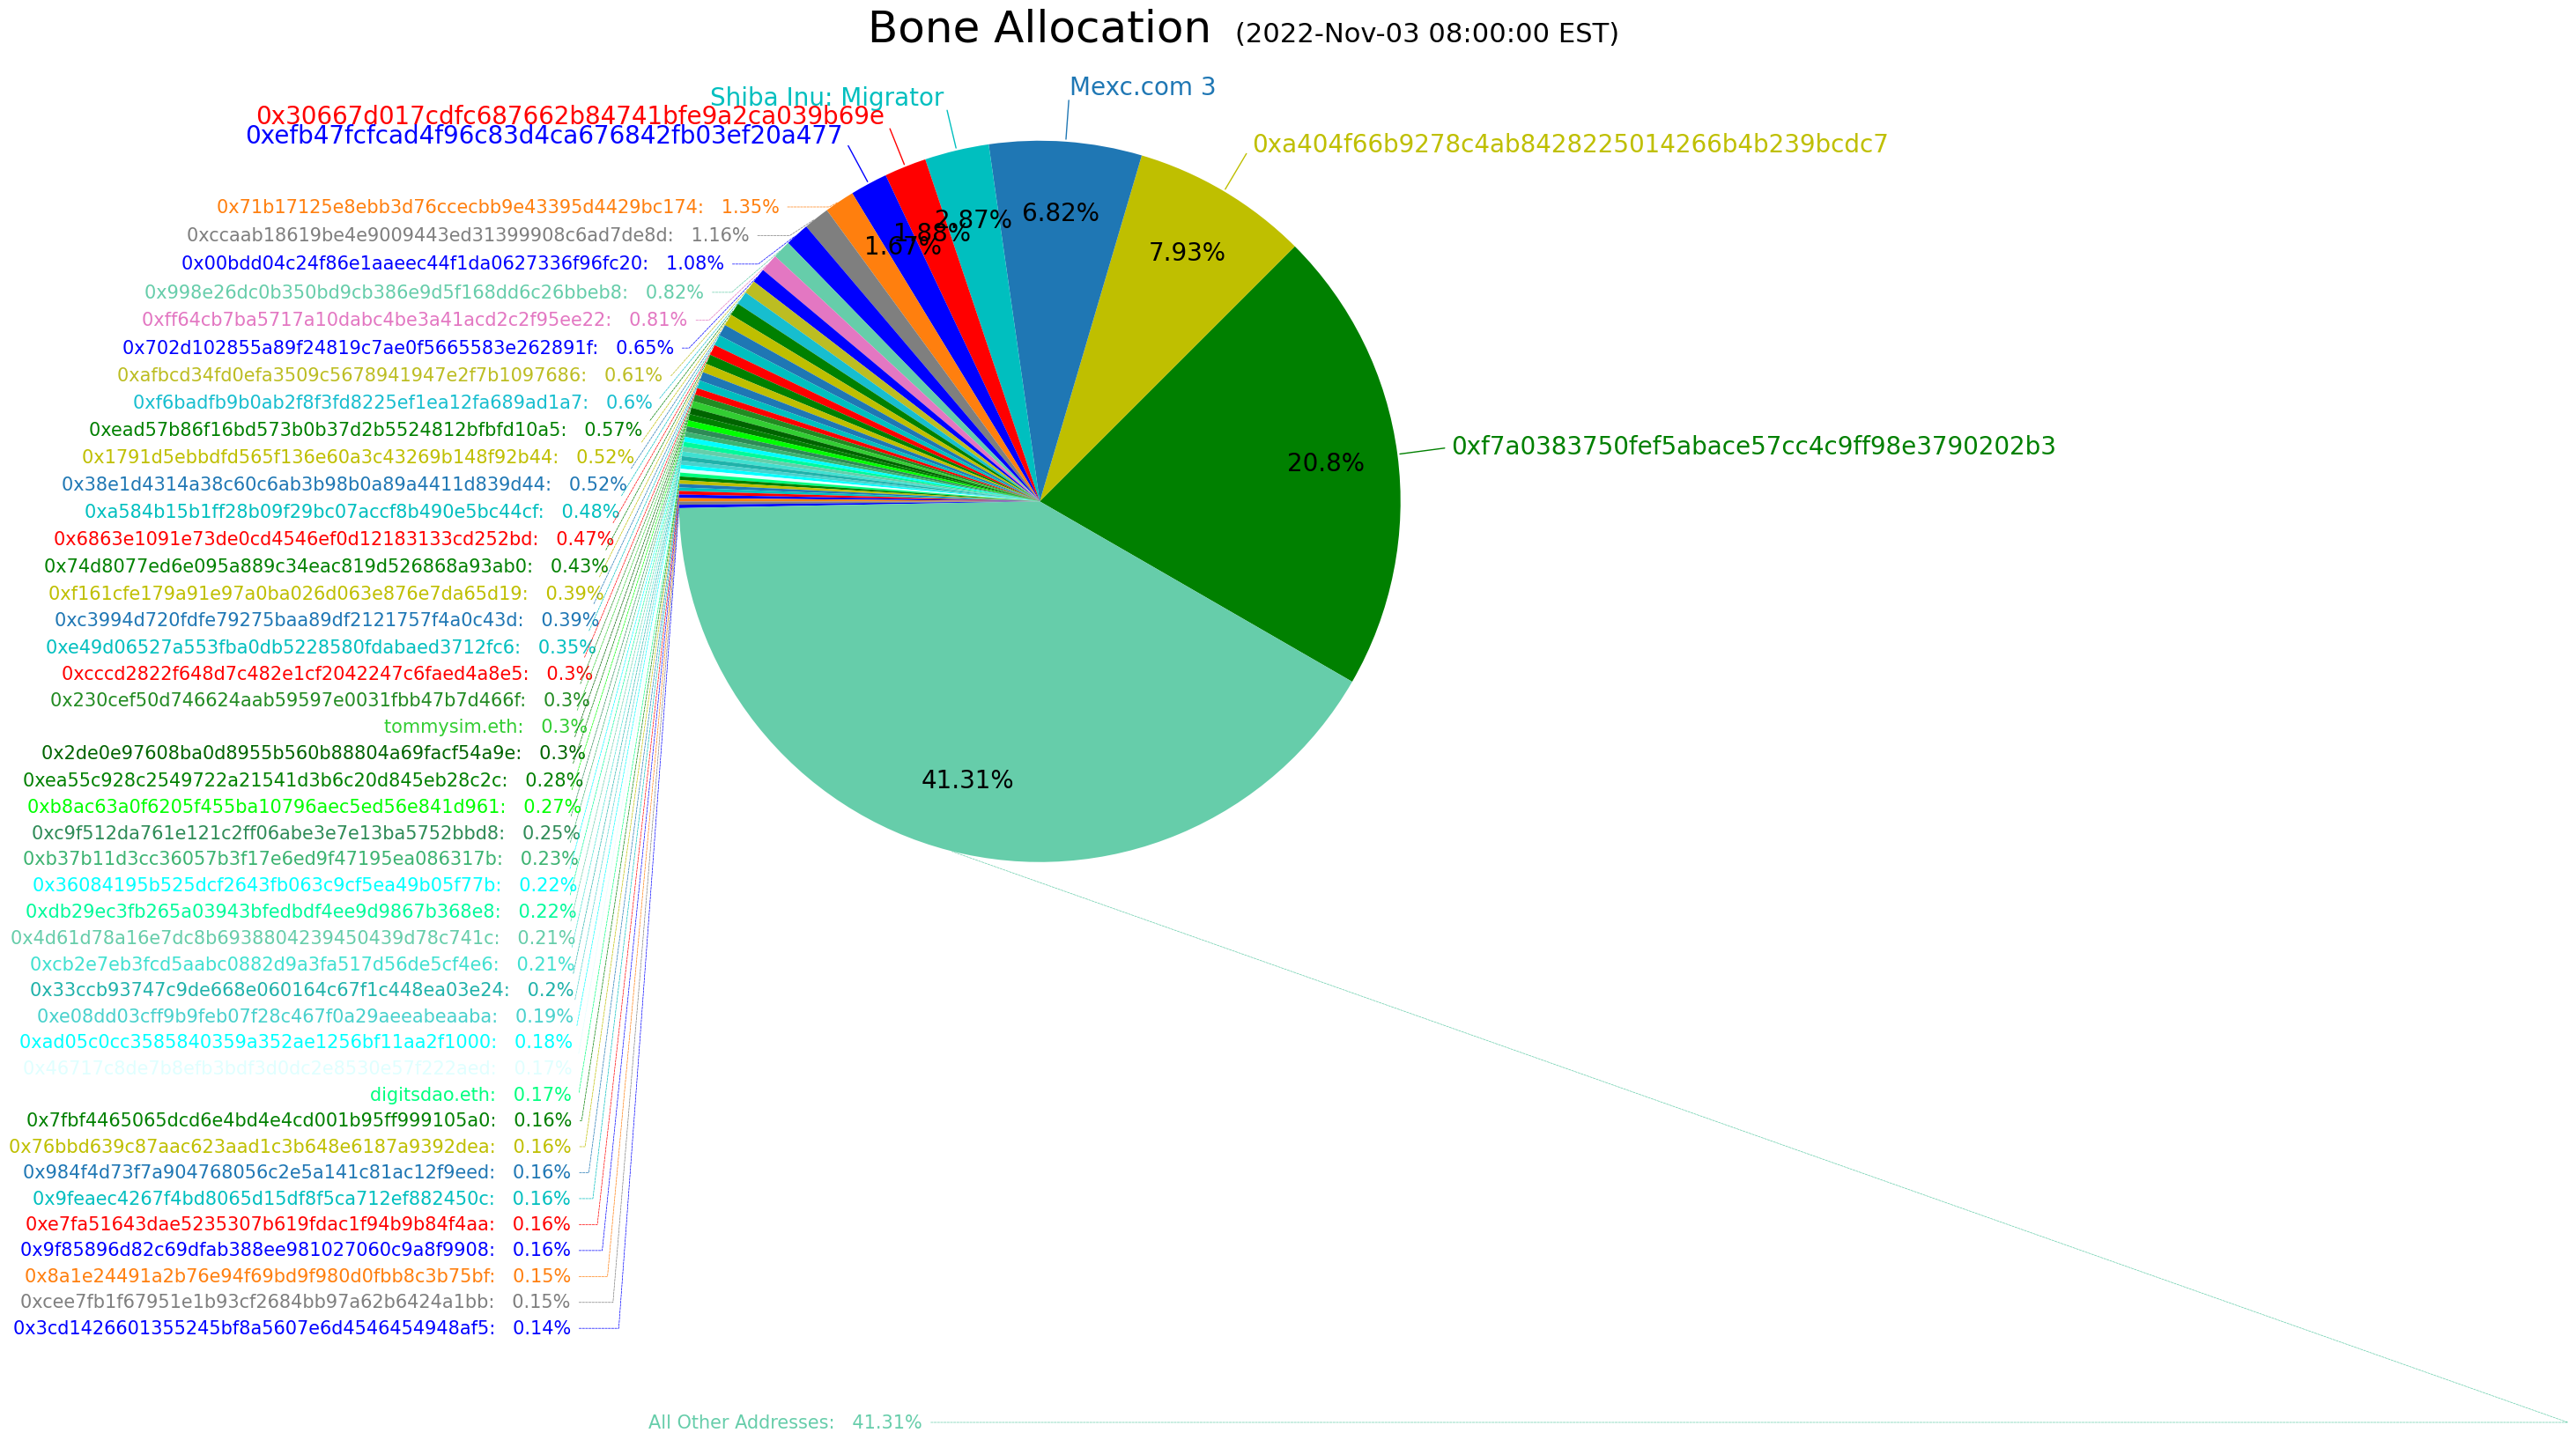 Bone Allocation (2022-Nov-03 08:00:00 EST)
Mexc.com 3
Shiba Inu: Migrator
0x30667d017cdfc687662b84741bfe9a2ca039b69e
0xefb47fcfcad4f96c83d4ca676842fb03ef20a477
0xa404f66b9278c4ab8428225014266b4b239bcdc7
0xf7a0383750fef5abace57cc4c9ff98e3790202b3
6.82%
2.87%
1.88%
1.67%
7.93%
20.8%
41.31%
0x71b17125e8ebb3d76ccecbb9e43395d4429bc174: 1.35%
0xccaab18619be4e9009443ed31399908c6ad7de8d: 1.16%
0x00bdd04c24f86e1aaeec44f1da0627336f96fc20: 1.08%
0x998e26dc0b350bd9cb386e9d5f168dd6c26bbeb8: 0.82%
0xff64cb7ba5717a10dabc4be3a41acd2c2f95ee22: 0.81%
0x702d102855a89f24819c7ae0f5665583e262891f: 0.65%
0xafbcd34fd0efa3509c5678941947e2f7b1097686: 0.61%
0xf6badfb9b0ab2f8f3fd8225ef1ea12fa689ad1a7: 0.6%
0xead57b86f16bd573b0b37d2b5524812bfbfd10a5: 0.57%
0x1791d5ebbdfd565f136e60a3c43269b148f92b44: 0.52%
0x38e1d4314a38c60c6ab3b98b0a89a4411d839d44: 0.52%
0xa584b15b1ff28b09f29bc07accf8b490e5bc44cf: 0.48%
0x6863e1091e73de0cd4546ef0d12183133cd252bd: 0.47%
0x74d8077ed6e095a889c34eac819d526868a93ab0: 0.43%
0xf161cfe179a91e97a0ba026d063e876e7da65d19: 0.39%
0xc3994d720fdfe79275baa89df2121757f4a0c43d: 0.39%
0xe49d06527a553fba0db5228580fdabaed3712fc6: 0.35%
0xcccd2822f648d7c482e1cf2042247c6faed4a8e5: 0.3%
0x230cef50d746624aab59597e0031fbb47b7d466f: 0.3%
tommysim.eth: 0.3%
0x2de0e97608ba0d8955b560b88804a69facf54a9e: 0.3%
0xea55c928c2549722a21541d3b6c20d845eb28c2c: 0.28%
0xb8ac63a0f6205f455ba10796aec5ed56e841d961: 0.27%
0xc9f512da761e121c2ff06abe3e7e13ba5752bbd8: 0.25%
0xb37b11d3cc36057b3f17e6ed9f47195ea086317b: 0.23%
0x36084195b525dcf2643fb063c9cf5ea49b05f77b: 0.22%
0xdb29ec3fb265a03943bfedbdf4ee9d9867b368e8: 0.22%
0x4d61d78a16e7dc8b6938804239450439d78c741c: 0.21%
0xcb2e7eb3fcd5aabc0882d9a3fa517d56de5cf4e6: 0.21%
0x33ccb93747c9de668e060164c67f1c448ea03e24: 0.2%
0xe08dd03cff9b9feb07f28c467f0a29aeeabeaaba: 0.19%
0xad05c0cc3585840359a352ae1256bf11aa2f1000: 0.18%
0x46717c8de7b8efb3bdf3d0dc2e8530e57f222aed: 0.17%
digitsdao.eth: 0.17%
0x7fbf4465065dcd6e4bd4e4cd001b95ff999105a0: 0.16%
0x76bbd639c87aac623aad1c3b648e6187a9392dea: 0.16%
0x984f4d73f7a904768056c2e5a141c81ac12f9eed: 0.16%
0x9feaec4267f4bd8065d15df8f5ca712ef882450c: 0.16%
0xe7fa51643dae5235307b619fdac1f94b9b84f4aa: 0.16%
0x9f85896d82c69dfab388ee981027060c9a8f9908: 0.16%
0x8a1e24491a2b76e94f69bd9f980d0fbb8c3b75bf: 0.15%
0xcee7fb1f67951e1b93cf2684bb97a62b6424a1bb: 0.15%
0x3cd1426601355245bf8a5607e6d4546454948af5: 0.14%
All Other Addresses: 41.31%